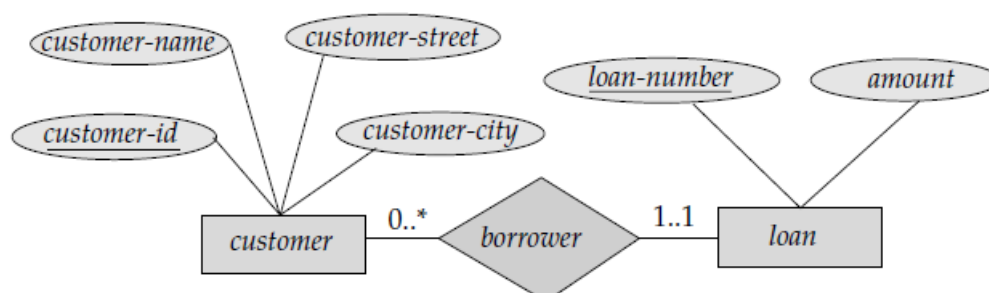 customer-name
customer-street
loan-number
amount
customer-id
customer-city
customer
0..*
borrower
1..1
loan